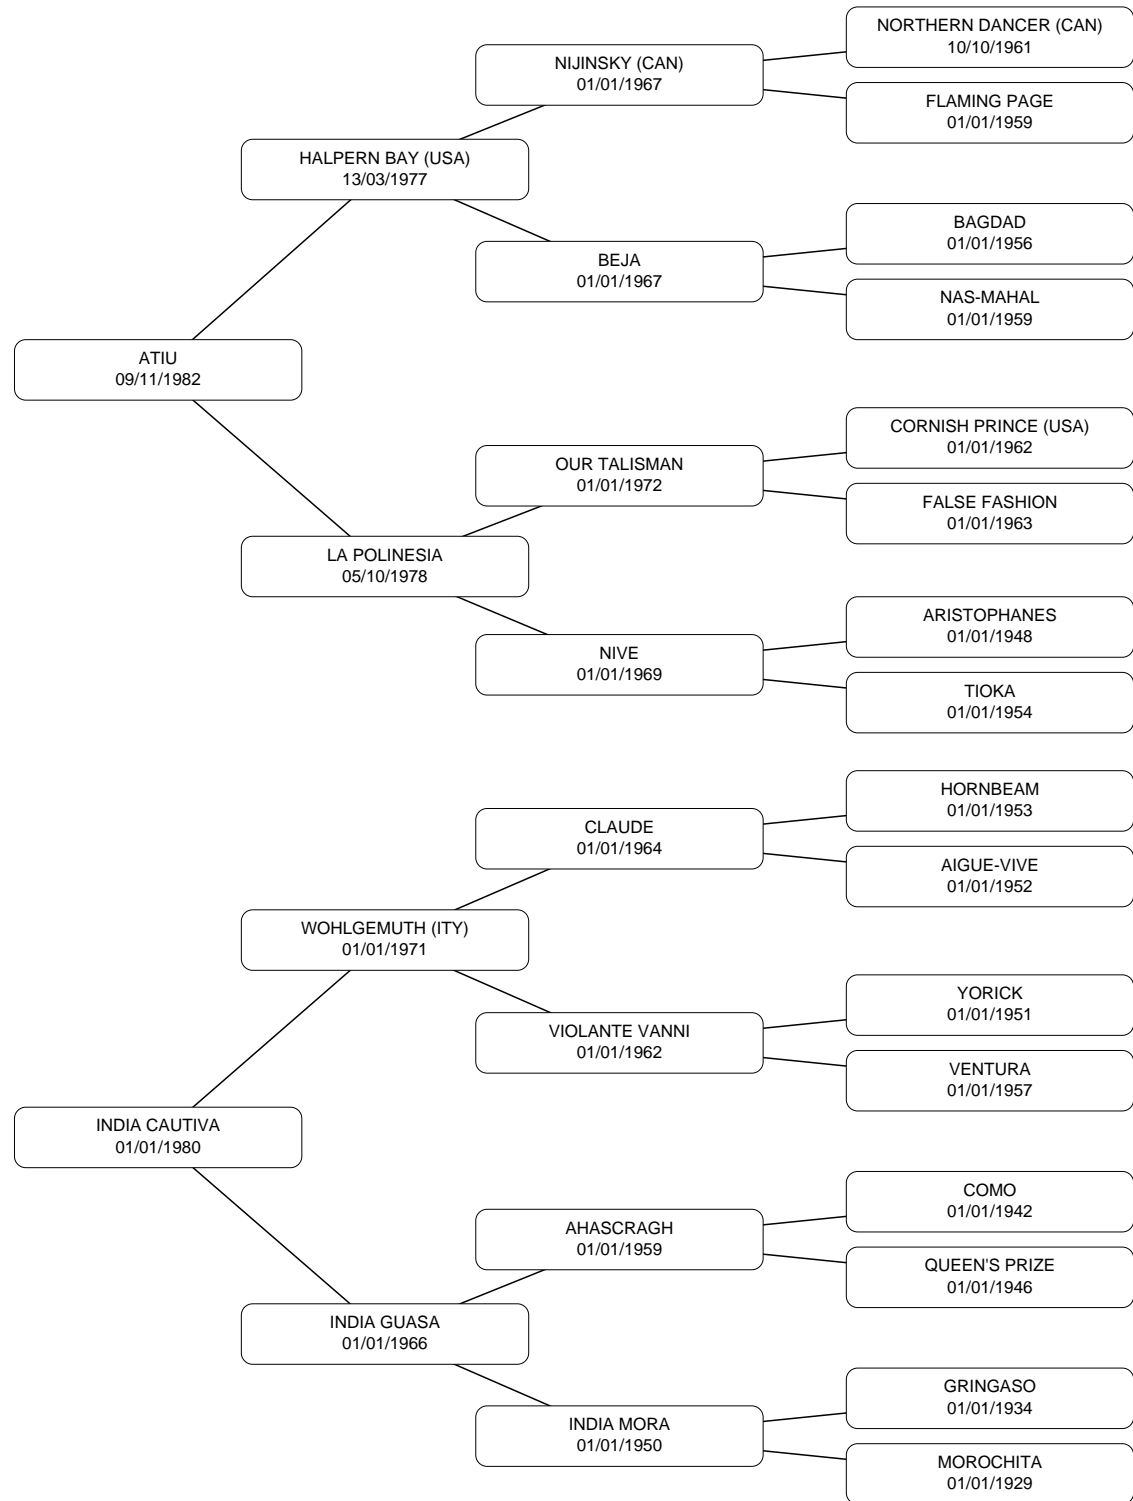 NORTHERN DANCER (CAN)
10/10/1961
NIJINSKY (CAN)
01/01/1967
FLAMING PAGE
01/01/1959
HALPERN BAY (USA)
13/03/1977
BAGDAD
01/01/1956
BEJA
01/01/1967
NAS-MAHAL
01/01/1959
ATIU
09/11/1982
CORNISH PRINCE (USA)
01/01/1962
OUR TALISMAN
01/01/1972
FALSE FASHION
01/01/1963
LA POLINESIA
05/10/1978
ARISTOPHANES
01/01/1948
NIVE
01/01/1969
TIOKA
01/01/1954
HORNBEAM
01/01/1953
CLAUDE
01/01/1964
AIGUE-VIVE
01/01/1952
WOHLGEMUTH (ITY)
01/01/1971
YORICK
01/01/1951
VIOLANTE VANNI
01/01/1962
VENTURA
01/01/1957
INDIA CAUTIVA
01/01/1980
COMO
01/01/1942
AHASCRAGH
01/01/1959
QUEEN'S PRIZE
01/01/1946
INDIA GUASA
01/01/1966
GRINGASO
01/01/1934
INDIA MORA
01/01/1950
MOROCHITA
01/01/1929